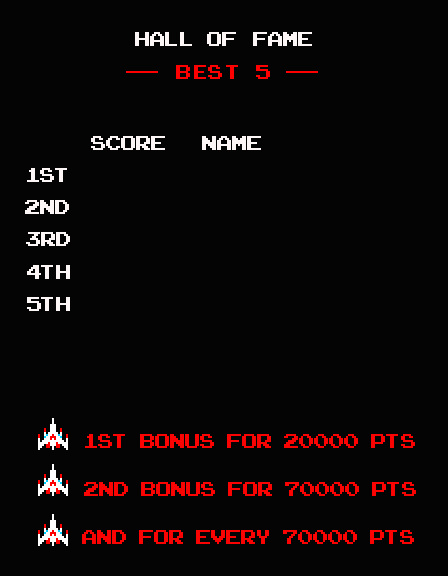 HALL OF FAME
— BEST 5 —
SCORE NAME
1ST
2ND
3RD
4TH
5TH
1ST BONUS FOR 20000 PTS
2ND BONUS FOR 70000 PTS
AND FOR EVERY 70000 PTS